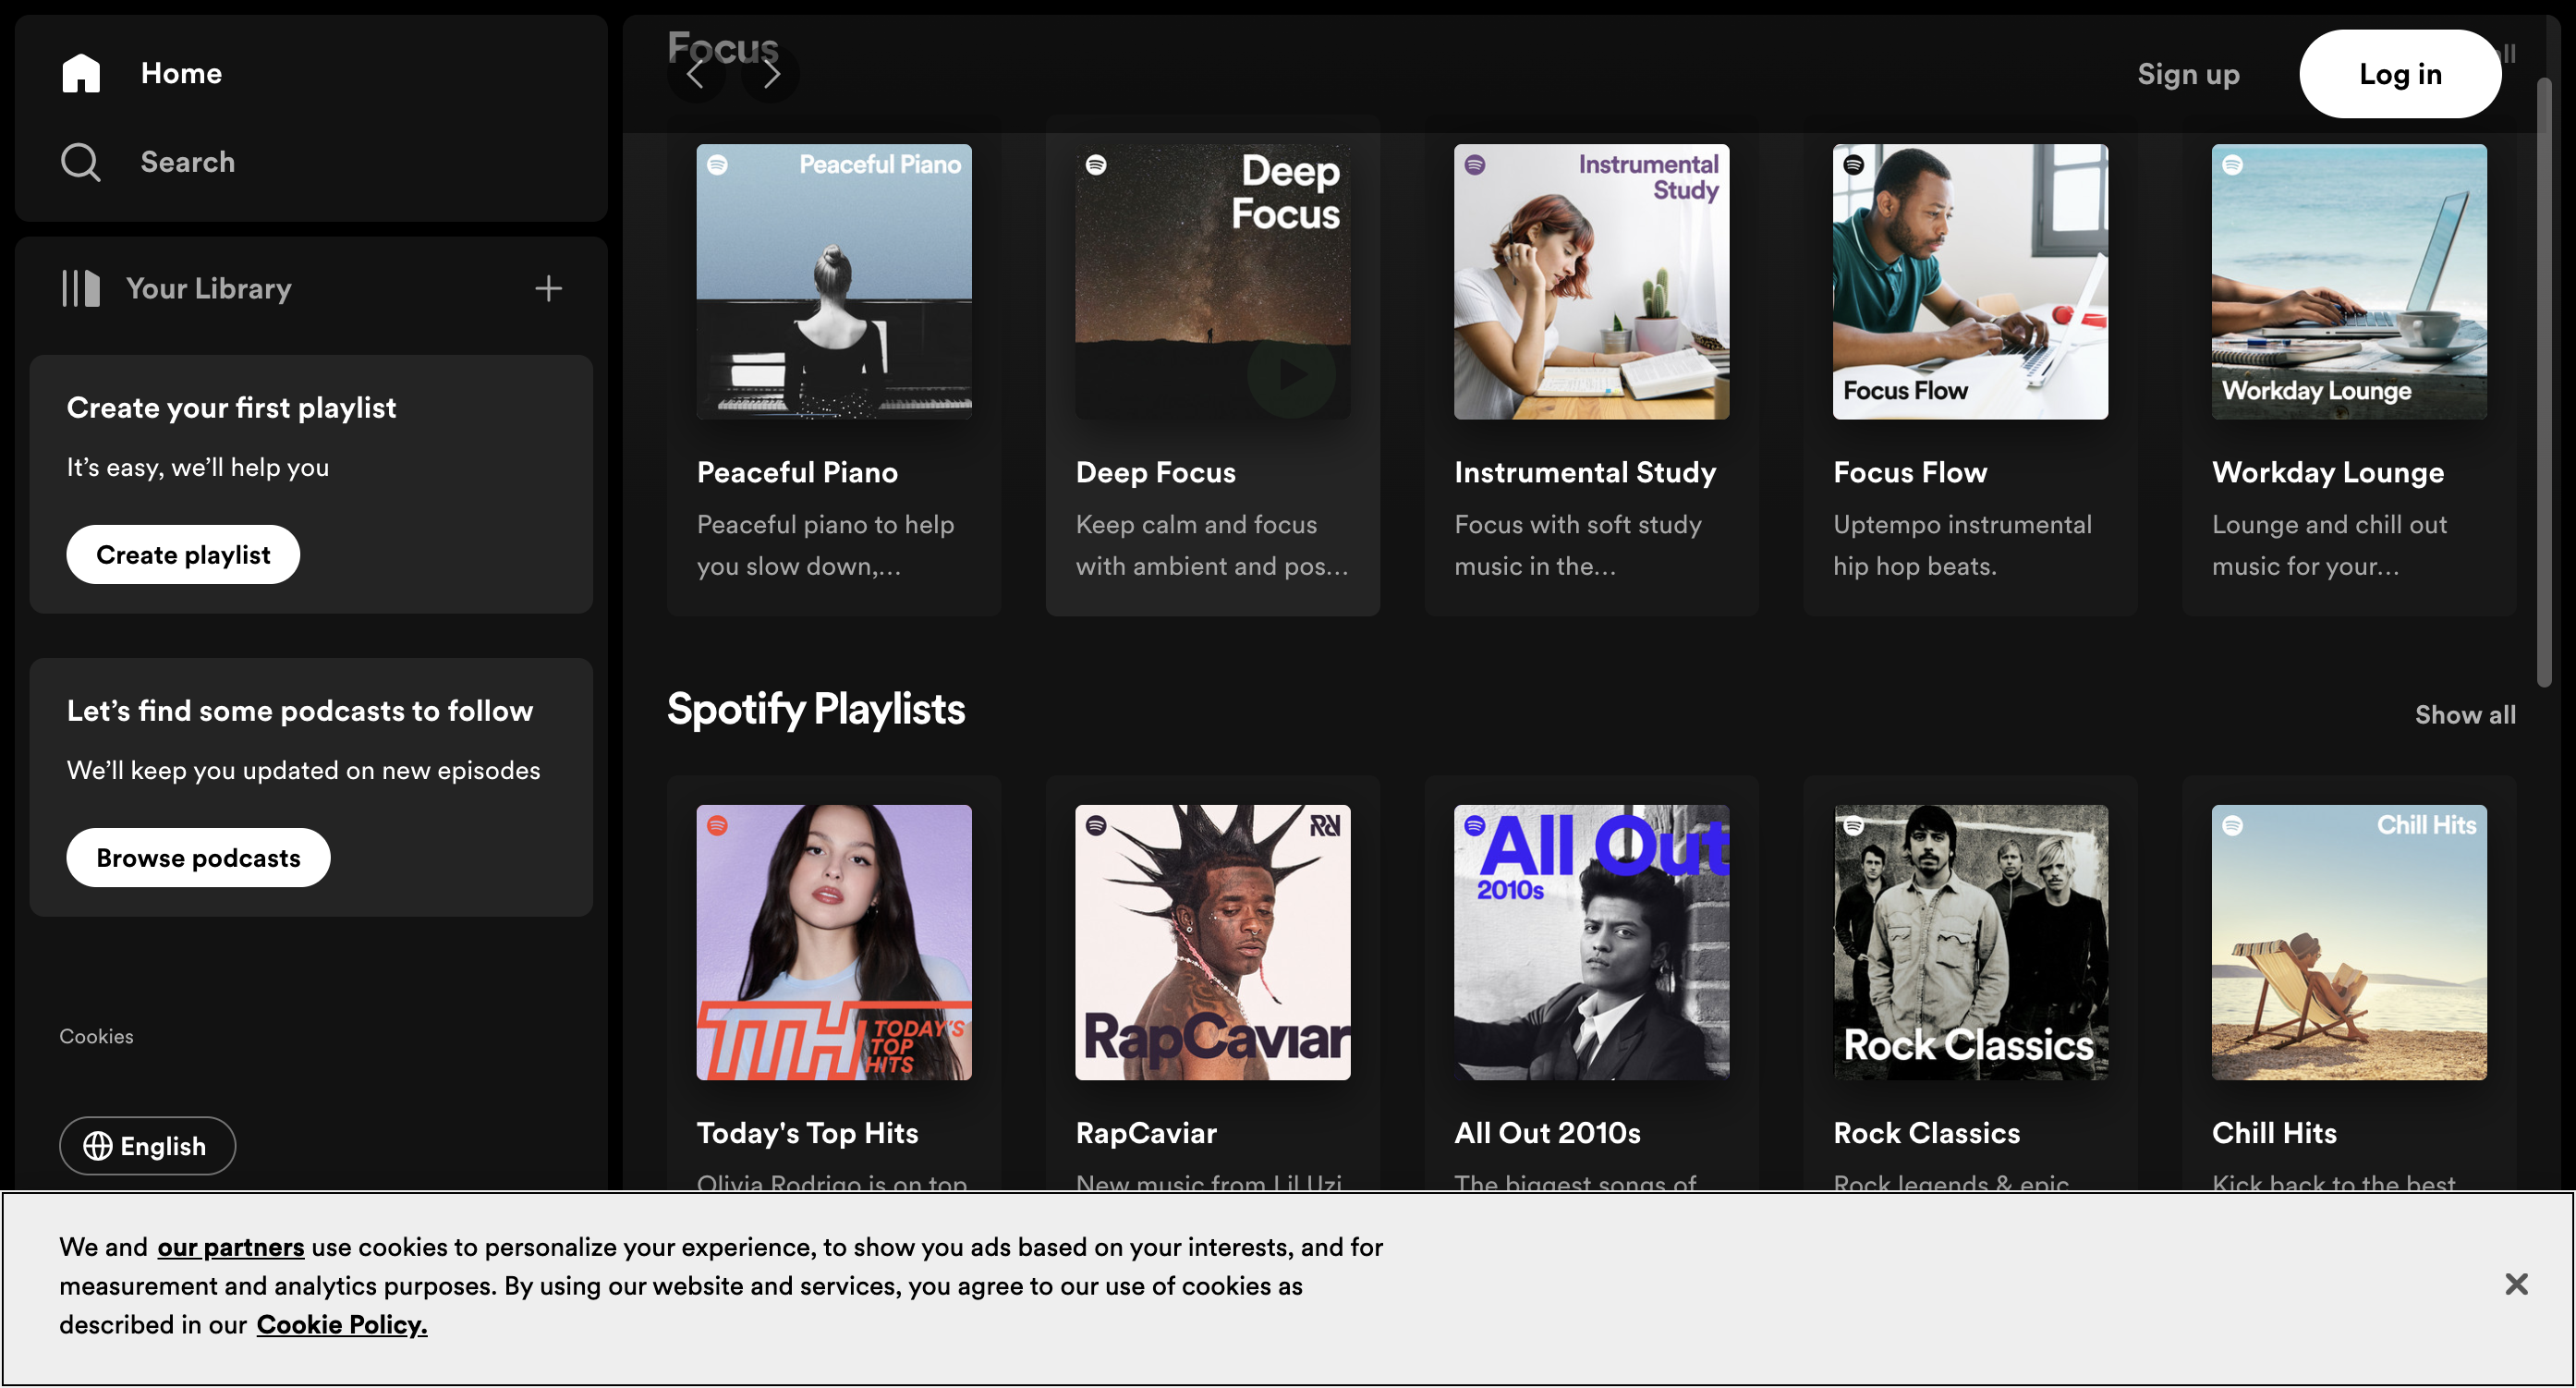 Home
Search
Your Library
Create your first playlist
It's easy, we'll help you
Create playlist
Let's find some podcasts to follow
We'll keep you updated on new episodes
Browse podcasts
Cookies
English
Focus
Sign up
Log in
Peaceful Piano
Deep
Focus
Instrumental
Study
Focus Flow
Workday Lounge
Peaceful Piano
Peaceful piano to help
you slow down,...
Deep Focus
Keep calm and focus
with ambient and pos...
Instrumental Study
Focus with soft study
music in the...
Focus Flow
Uptempo instrumental
hip hop beats.
Workday Lounge
Lounge and chill out
music for your...
Spotify Playlists
Show all
TTH TODAY'S
TOP
HITS
RapCaviar
All Out
2010s
Rock Classics
Chill Hits
Today's Top Hits
Olivia Rodrigo is on top
RapCaviar
New music from Lil Uzi
All Out 2010s
The biggest songs of
Rock Classics
Rock legends & epic
Chill Hits
Kick back to the best
We and our partners use cookies to personalize your experience, to show you ads based on your interests, and for
measurement and analytics purposes. By using our website and services, you agree to our use of cookies as
described in our Cookie Policy.